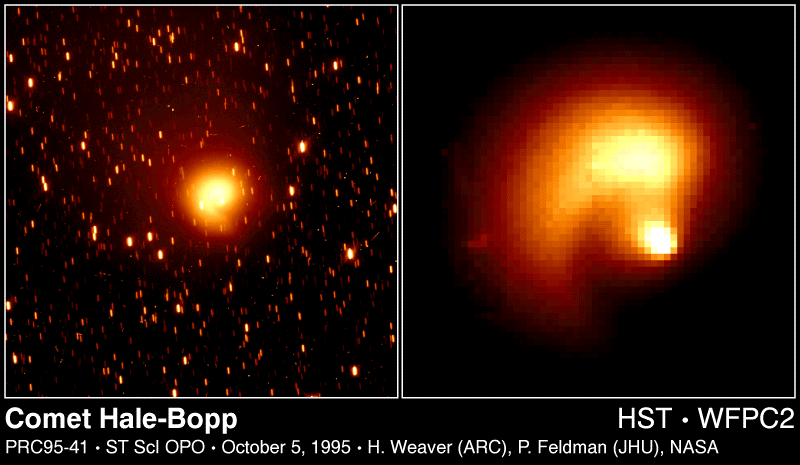 Comet Hale-Bopp
HST • WFPC2
PRC95-41 • ST ScI OPO • October 5, 1995 • H. Weaver (ARC), P. Feldman (JHU), NASA